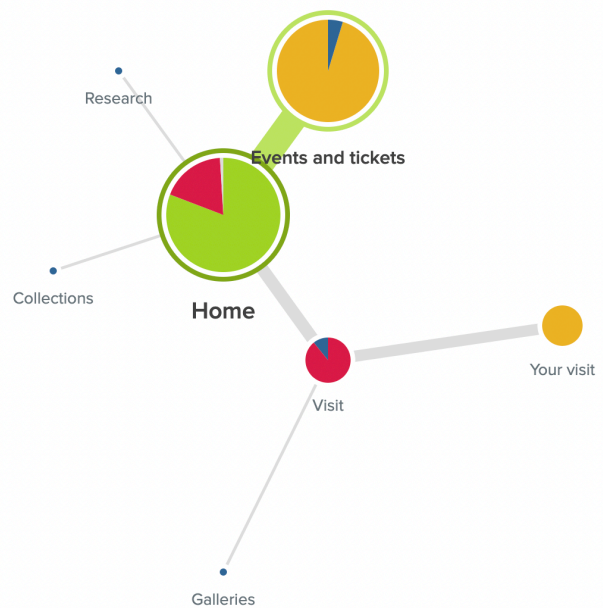 Research
Events and tickets
Collections
Home
Your visit
Visit
Galleries